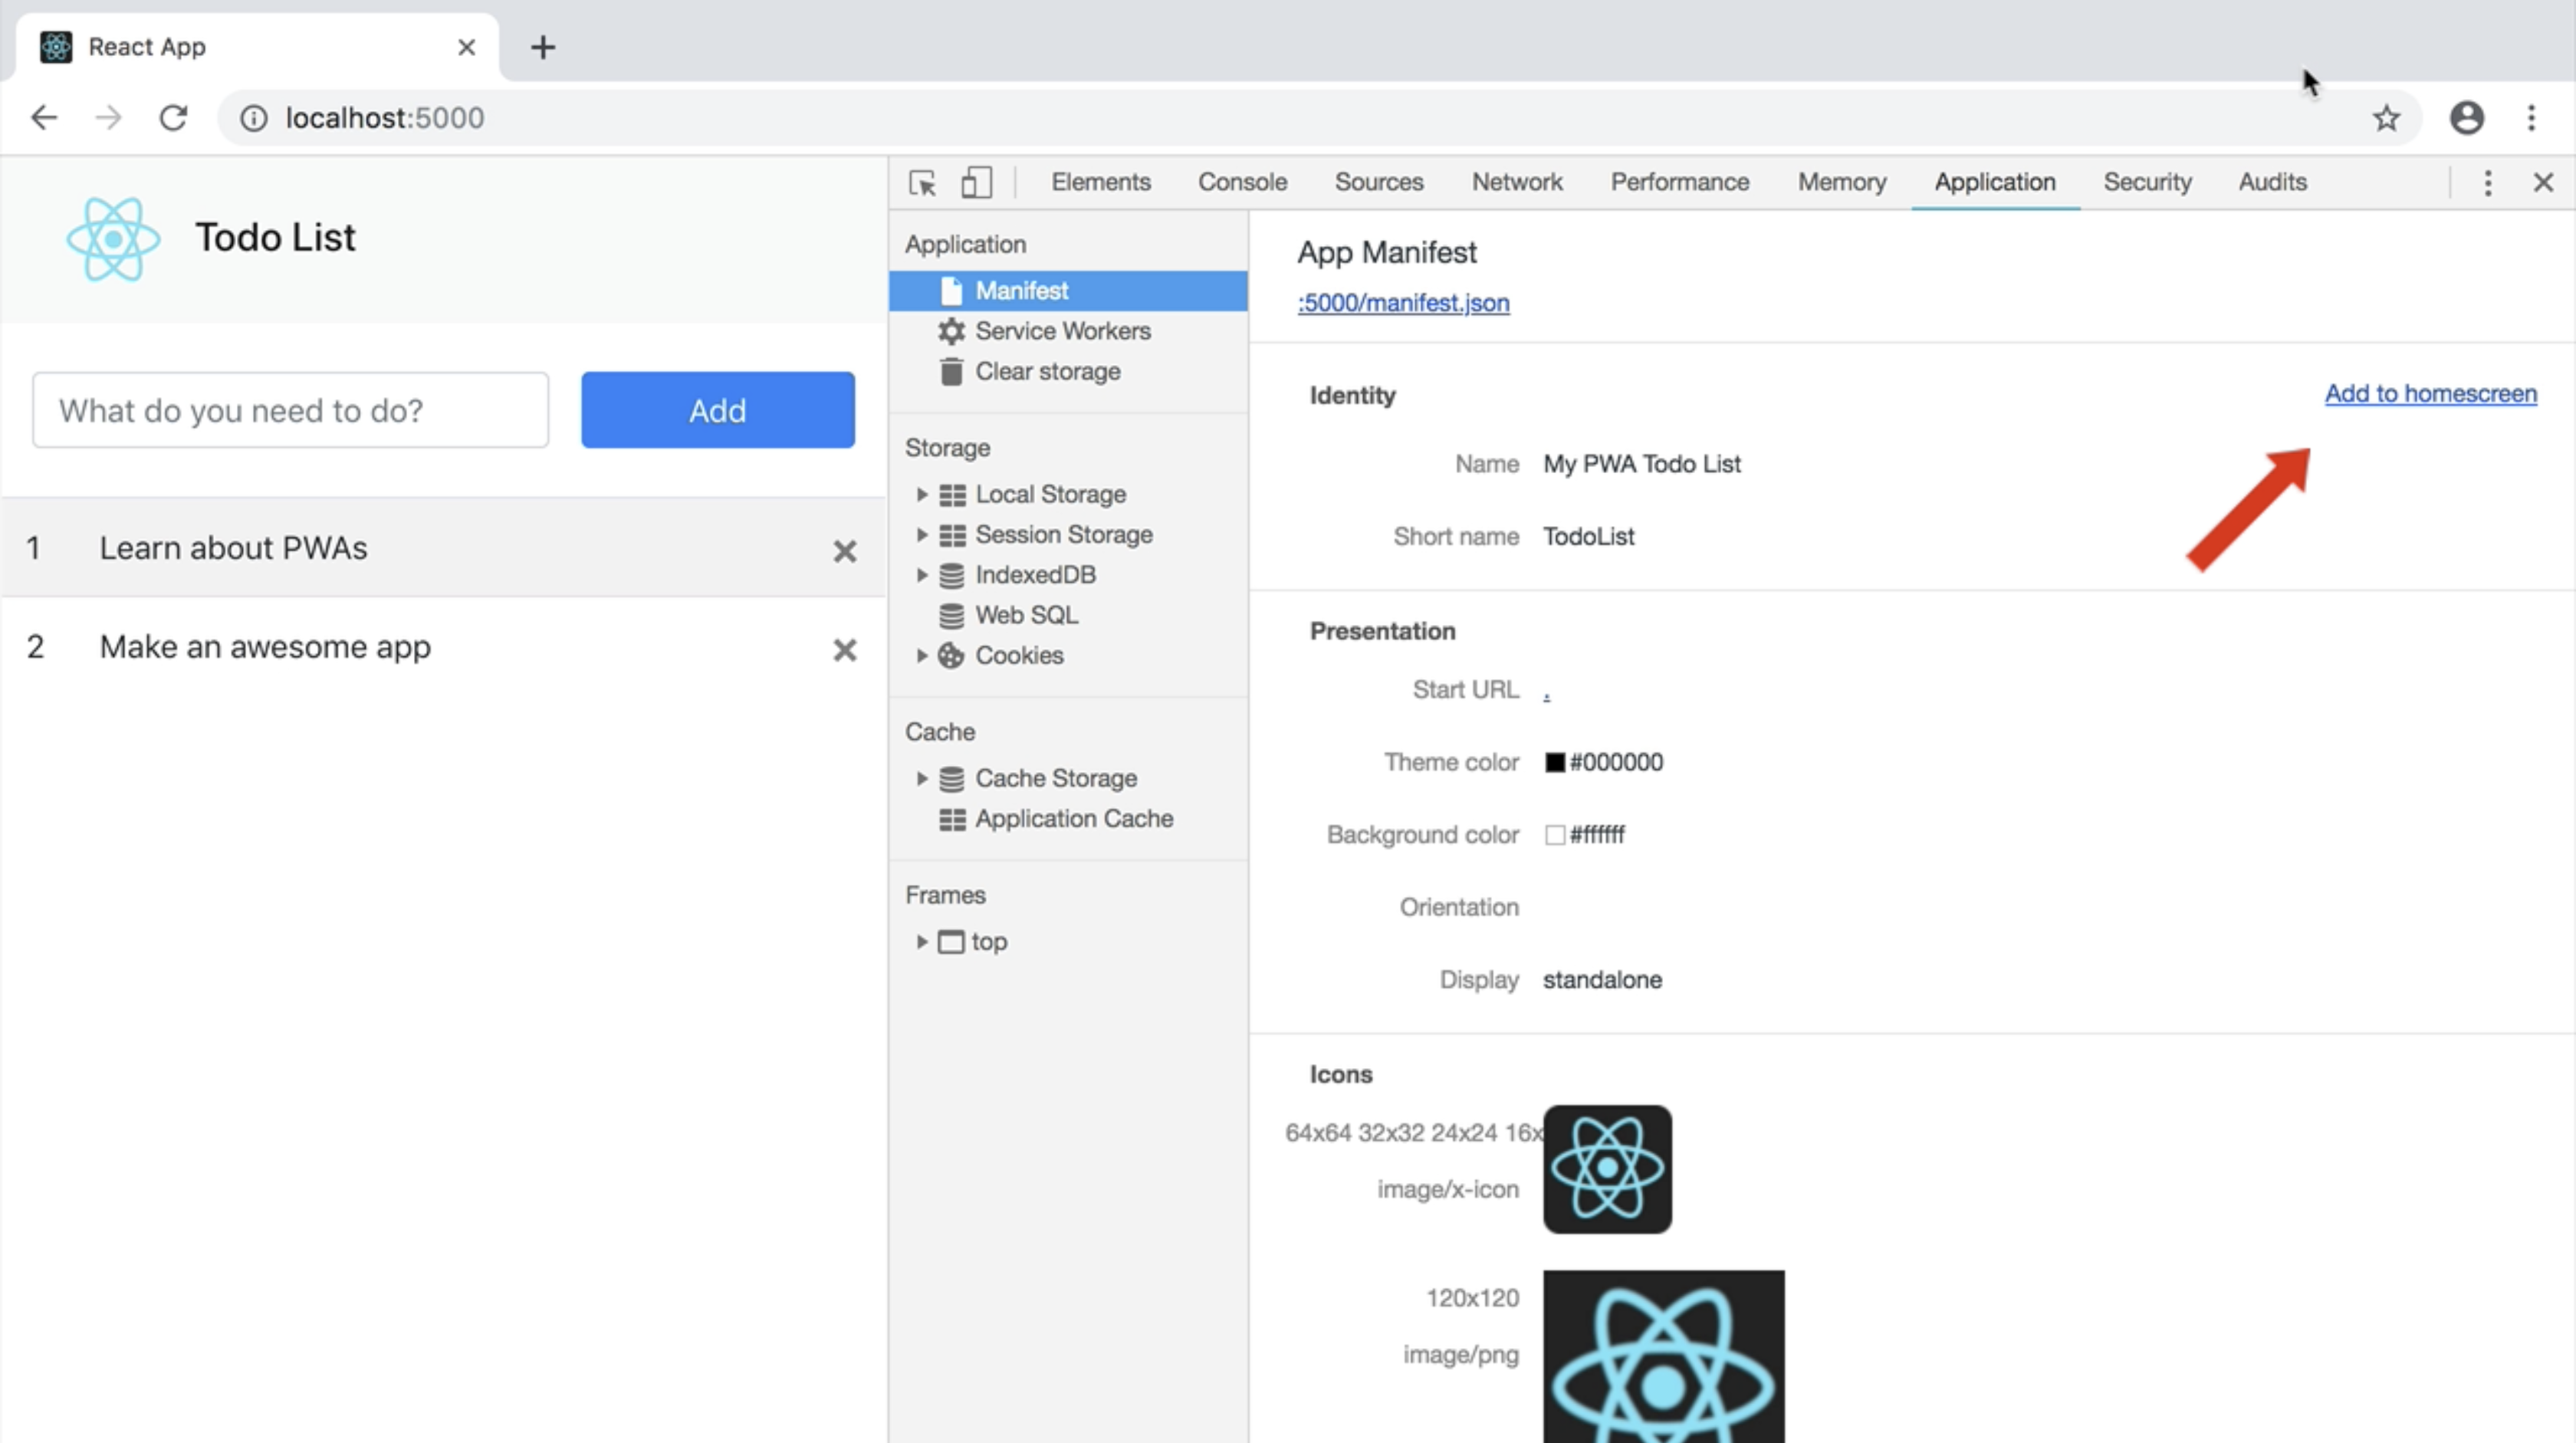 React App
localhost:5000
Todo List
What do you need to do?
Add
1 Learn about PWAs
2 Make an awesome app
Elements Console Sources Network Performance Memory Application Security Audits
Application
Manifest
Service Workers
Clear storage
Storage
Local Storage
Session Storage
IndexedDB
Web SQL
Cookies
Cache
Cache Storage
Application Cache
Frames
top
App Manifest
:5000/manifest.json
Identity
Add to homescreen
Name My PWA Todo List
Short name TodoList
Presentation
Start URL .
Theme color #000000
Background color #ffffff
Orientation
Display standalone
Icons
64x64 32x32 24x24 16x
image/x-icon
120x120
image/png